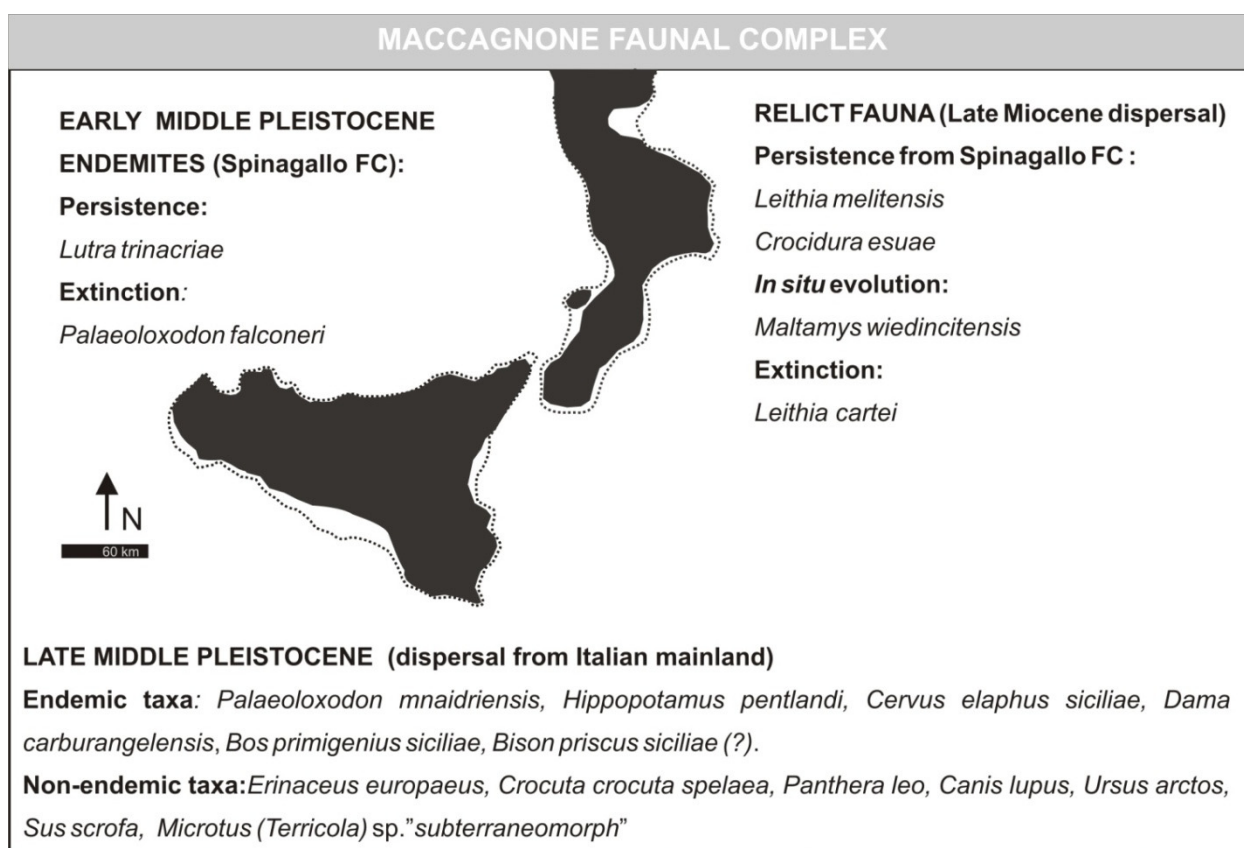 MACCAGNONE FAUNAL COMPLEX
EARLY MIDDLE PLEISTOCENE
ENDEMITES (Spinagallo FC):
Persistence:
Lutra trinacriae
Extinction:
Palaeoloxodon falconeri
RELICT FAUNA (Late Miocene dispersal)
Persistence from Spinagallo FC :
Leithia melitensis
Crocidura esuae
In situ evolution:
Maltamys wiedincitensis
Extinction:
Leithia cartei
N
60 km
LATE MIDDLE PLEISTOCENE (dispersal from Italian mainland)
Endemic taxa: Palaeoloxodon mnaidriensis, Hippopotamus pentlandi, Cervus elaphus siciliae, Dama
carburangelensis, Bos primigenius siciliae, Bison priscus siciliae (?).
Non-endemic taxa:Erinaceus europaeus, Crocuta crocuta spelaea, Panthera leo, Canis lupus, Ursus arctos,
Sus scrofa, Microtus (Terricola) sp."subterraneomorph"